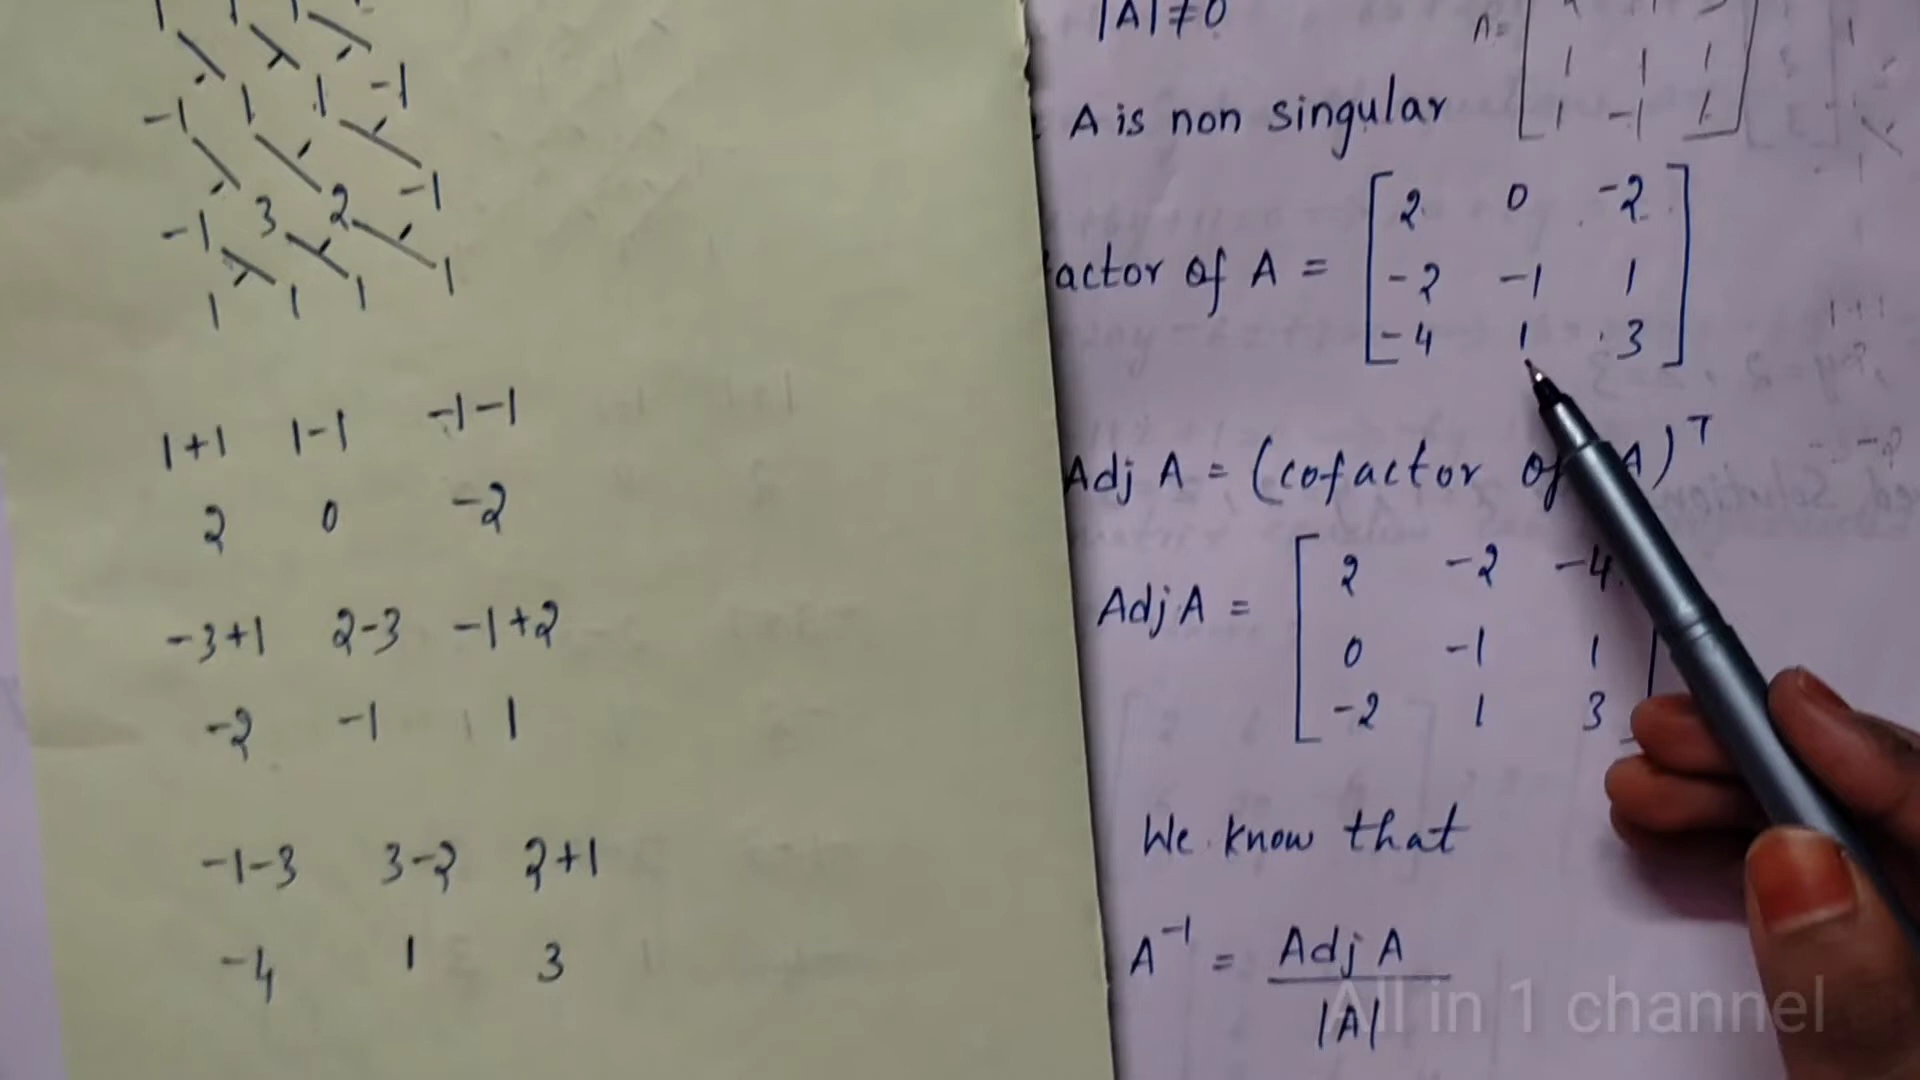 1 1 1
-1 1 1 -1
-1 3 2 -1
1 1 1 1
1+1 1-1 -1-1
2 0 -2
-3+1 2-3 -1+2
-2 -1 1
-1-3 3-2 2+1
-4 1 3
|A|≠0
A is non singular
1 1 1
1 -1 1
actor of A =
2 0 -2
-2 -1 1
-4 1 3
Adj A = (cofactor of A)ᵀ
Adj A =
2 -2 -4
0 -1 1
-2 1 3
We know that
A⁻¹ = Adj A
|A|
All in 1 channel